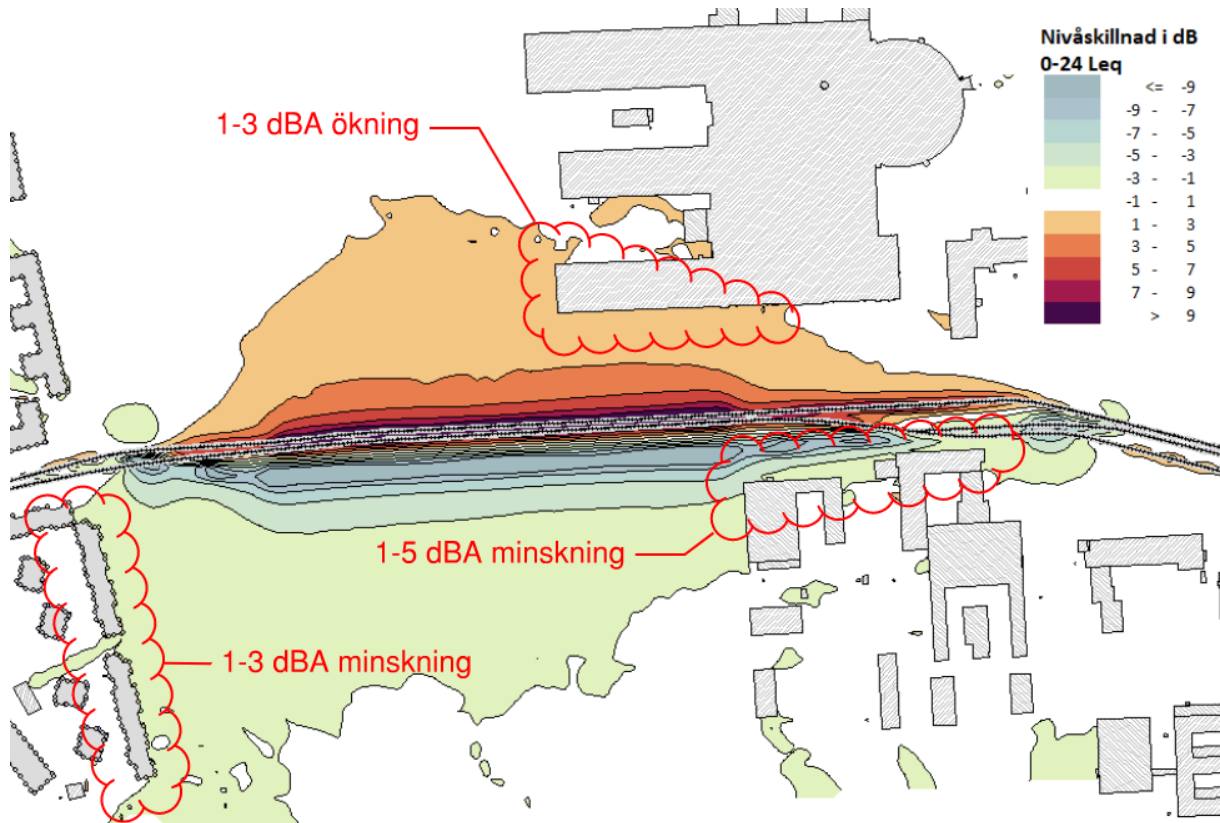 Nivåskillnad i dB
0-24 Leq
<= -9
-9 - -7
-7 - -5
-5 - -3
-3 - -1
-1 - 1
1 - 3
3 - 5
5 - 7
7 - 9
> 9
1-3 dBA ökning
1-5 dBA minskning
1-3 dBA minskning